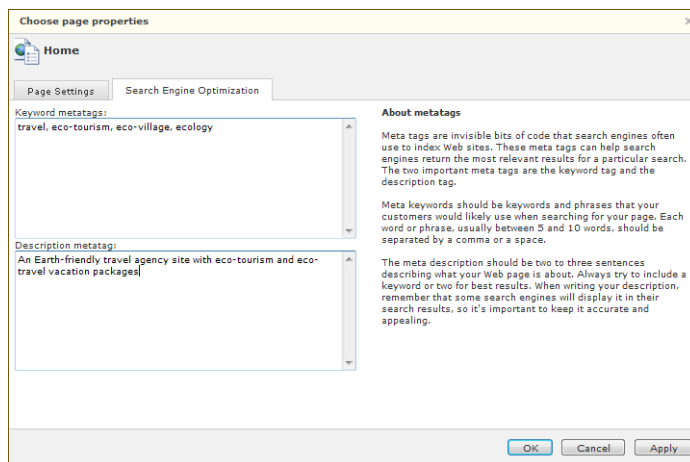 Choose page properties
Home
Page Settings
Search Engine Optimization
Keyword metatags:
travel, eco-tourism, eco-village, ecology
Description metatag:
An Earth-friendly travel agency site with eco-tourism and eco-
travel vacation packages
About metatags
Meta tags are invisible bits of code that search engines often
use to index Web sites. These meta tags can help search
engines return the most relevant results for a particular search.
The two important meta tags are the keyword tag and the
description tag.
Meta keywords should be keywords and phrases that your
customers would likely use when searching for your page. Each
word or phrase, usually between 5 and 10 words, should be
separated by a comma or a space.
The meta description should be two to three sentences
describing what your Web page is about. Always try to include a
keyword or two for best results. When writing your description,
remember that some search engines will display it in their
search results, so it's important to keep it accurate and
appealing.
OK
Cancel
Apply